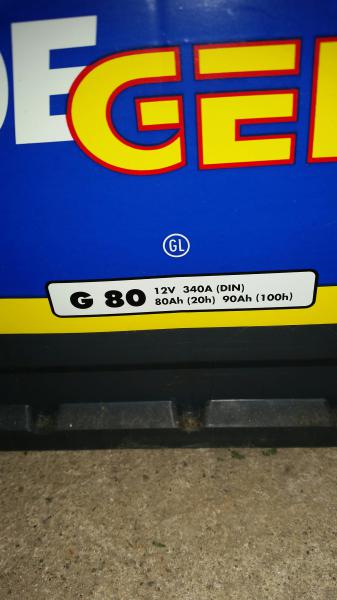 E GE
GL
G 80 12V 340A (DIN)
80Ah (20h) 90Ah (100h)